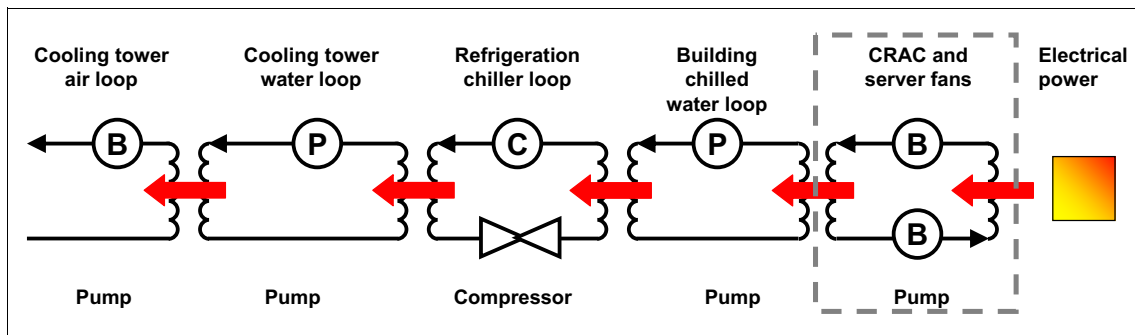 Cooling tower
air loop
Cooling tower
water loop
Refrigeration
chiller loop
Building
chilled
water loop
CRAC and
server fans
Electrical
power
B
P
C
P
B
B
Pump
Pump
Compressor
Pump
Pump